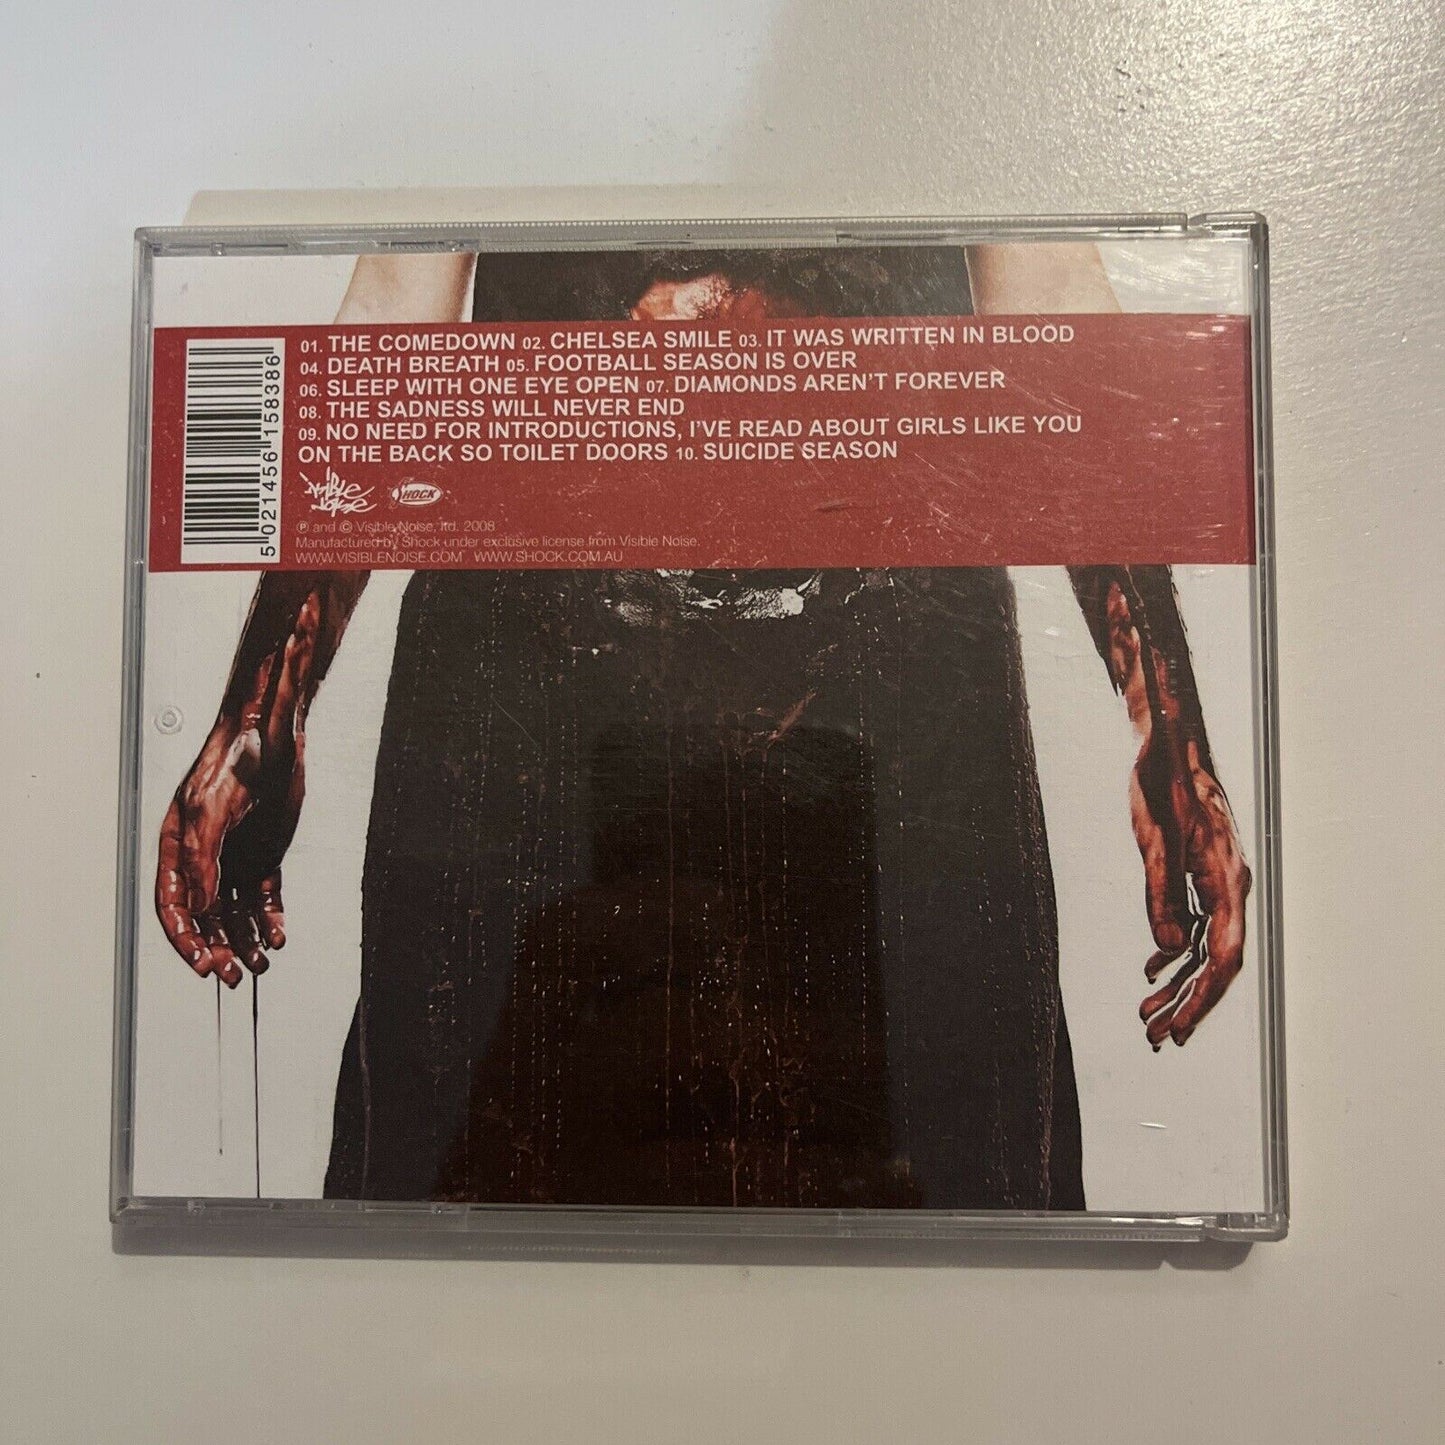 01. THE COMEDOWN 02. CHELSEA SMILE 03. IT WAS WRITTEN IN BLOOD
04. DEATH BREATH 05. FOOTBALL SEASON IS OVER
06. SLEEP WITH ONE EYE OPEN 07. DIAMONDS AREN'T FOREVER
08. THE SADNESS WILL NEVER END
09. NO NEED FOR INTRODUCTIONS, I'VE READ ABOUT GIRLS LIKE YOU
ON THE BACK SO TOILET DOORS 10. SUICIDE SEASON
5 021456 158386
VISIBLE
NOISE
SHOCK
℗ and © Visible Noise, ltd. 2008
Manufactured by Shock under exclusive license from Visible Noise.
WWW.VISIBLENOISE.COM WWW.SHOCK.COM.AU